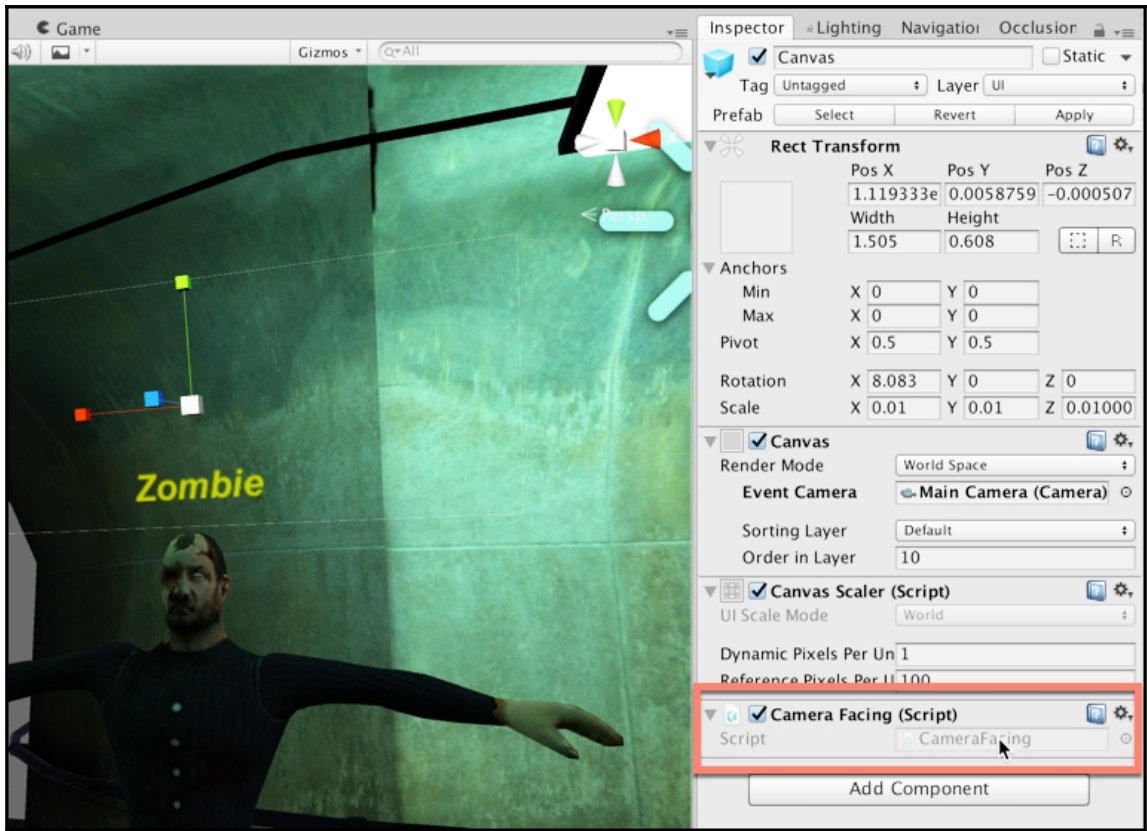 Game
Gizmos
All
Persp
Zombie
Inspector Lighting Navigation Occlusion
Canvas Static
Tag Untagged Layer UI
Prefab Select Revert Apply
Rect Transform
Pos X Pos Y Pos Z
1.119333e 0.0058759 -0.000507
Width Height
1.505 0.608 R
Anchors
Min X 0 Y 0
Max X 0 Y 0
Pivot X 0.5 Y 0.5
Rotation X 8.083 Y 0 Z 0
Scale X 0.01 Y 0.01 Z 0.01000
Canvas
Render Mode World Space
Event Camera Main Camera (Camera)
Sorting Layer Default
Order in Layer 10
Canvas Scaler (Script)
UI Scale Mode World
Dynamic Pixels Per Un 1
Reference Pixels Per U 100
Camera Facing (Script)
Script CameraFacing
Add Component